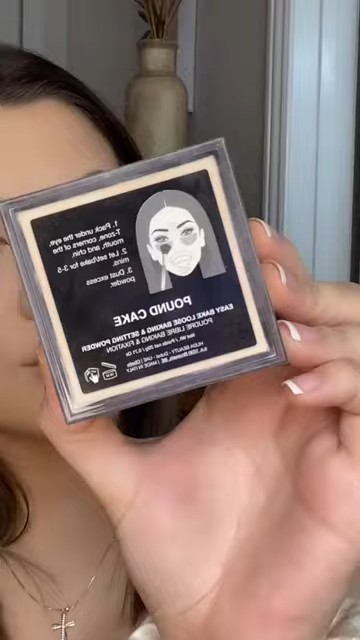 1. Pack under the eye,
T-zone, corners of the
mouth, and chin.
2. Let set/bake for 3-5
mins.
3. Dust excess
powder.
POUND CAKE
EASY BAKE LOOSE BAKING & SETTING POWDER
POUDRE LIBRE BAKING & FIXATION
HUDA BEAUTY
MADE IN ITALY